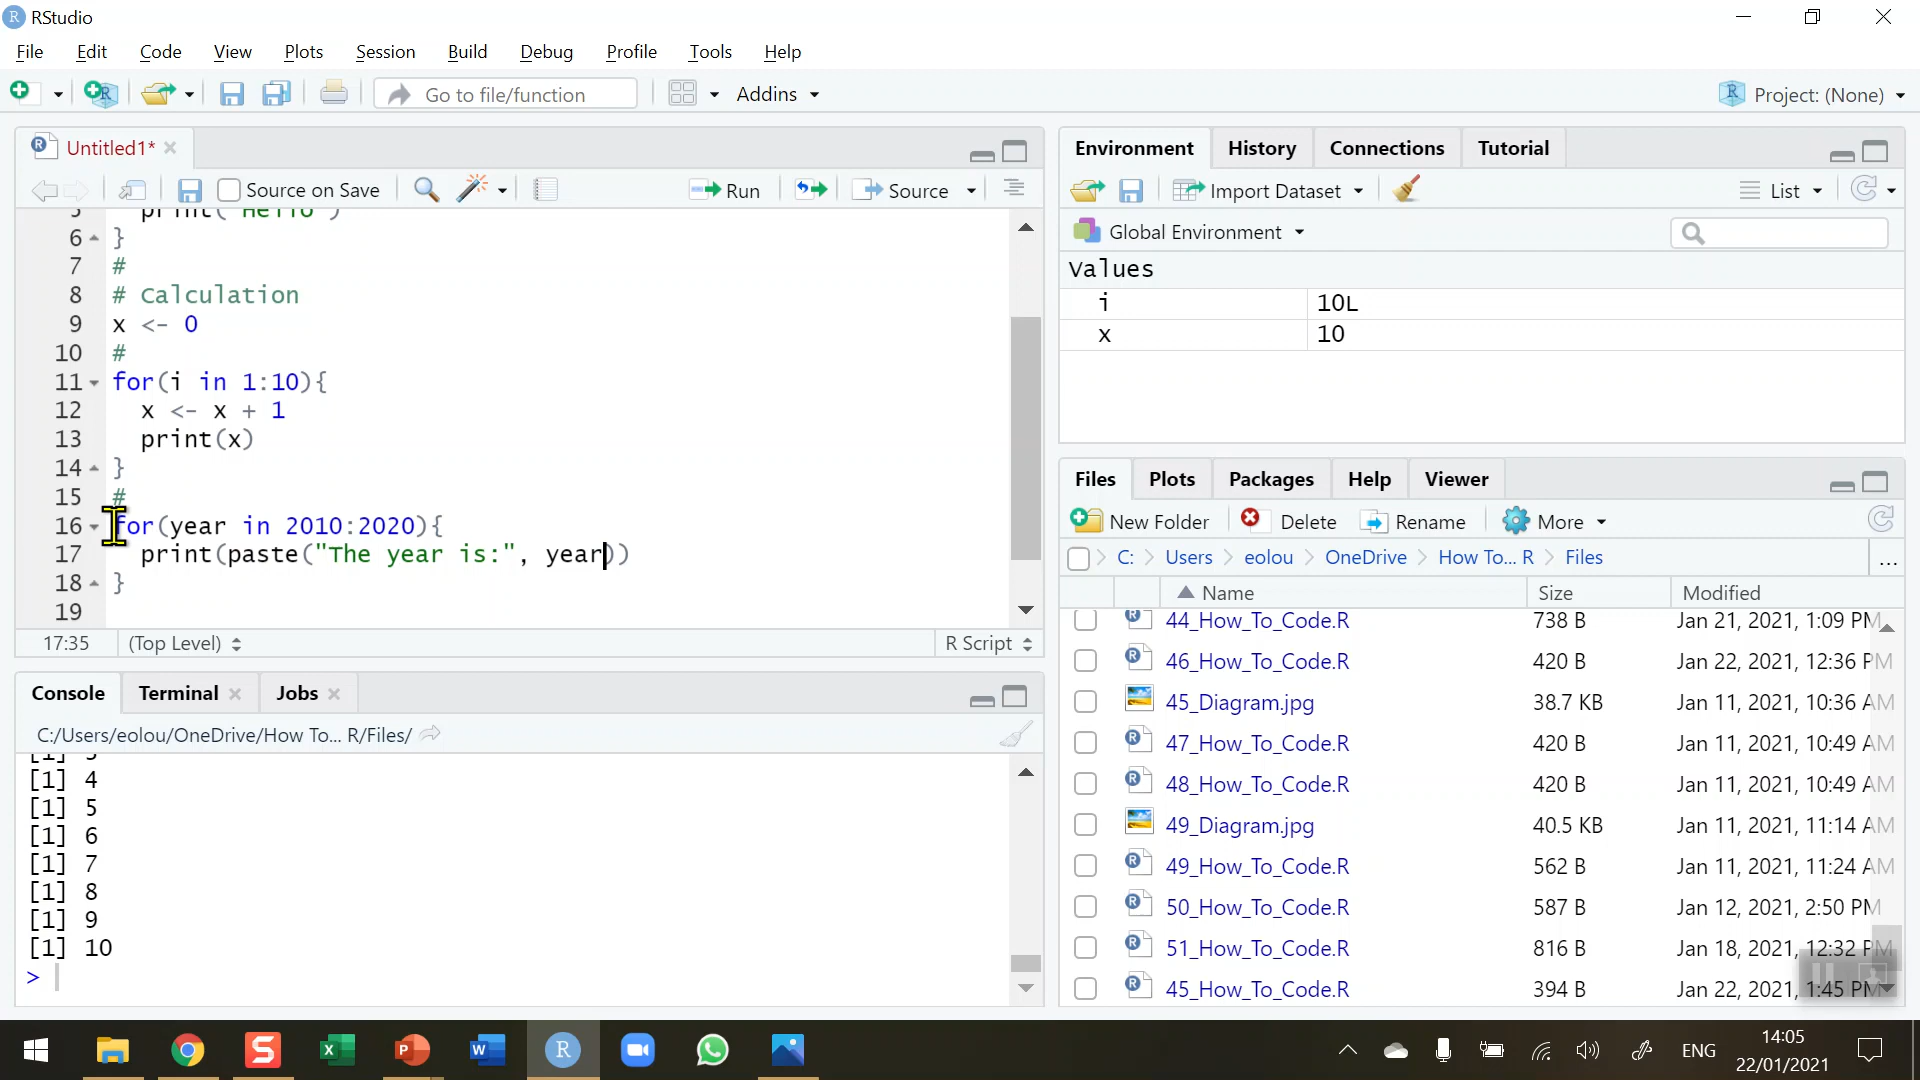 RStudio
File Edit Code View Plots Session Build Debug Profile Tools Help
Go to file/function Addins Project: (None)
Untitled1*
Source on Save Run Source
5 print("Hello")
6 }
7 #
8 # Calculation
9 x <- 0
10 #
11 for(i in 1:10){
12 x <- x + 1
13 print(x)
14 }
15 #
16 for(year in 2010:2020){
17 print(paste("The year is:", year))
18 }
19
17:35 (Top Level) R Script
Console Terminal Jobs
C:/Users/eolou/OneDrive/How To... R/Files/
[1] 3
[1] 4
[1] 5
[1] 6
[1] 7
[1] 8
[1] 9
[1] 10
>
Environment History Connections Tutorial
Import Dataset List
Global Environment
Values
i 10L
x 10
Files Plots Packages Help Viewer
New Folder Delete Rename More
C: Users eolou OneDrive How To... R Files ...
Name Size Modified
44_How_To_Code.R 738 B Jan 21, 2021, 1:09 PM
46_How_To_Code.R 420 B Jan 22, 2021, 12:36 PM
45_Diagram.jpg 38.7 KB Jan 11, 2021, 10:36 AM
47_How_To_Code.R 420 B Jan 11, 2021, 10:49 AM
48_How_To_Code.R 420 B Jan 11, 2021, 10:49 AM
49_Diagram.jpg 40.5 KB Jan 11, 2021, 11:14 AM
49_How_To_Code.R 562 B Jan 11, 2021, 11:24 AM
50_How_To_Code.R 587 B Jan 12, 2021, 2:50 PM
51_How_To_Code.R 816 B Jan 18, 2021, 12:32 PM
45_How_To_Code.R 394 B Jan 22, 2021, 1:45 PM
ENG 14:05
22/01/2021